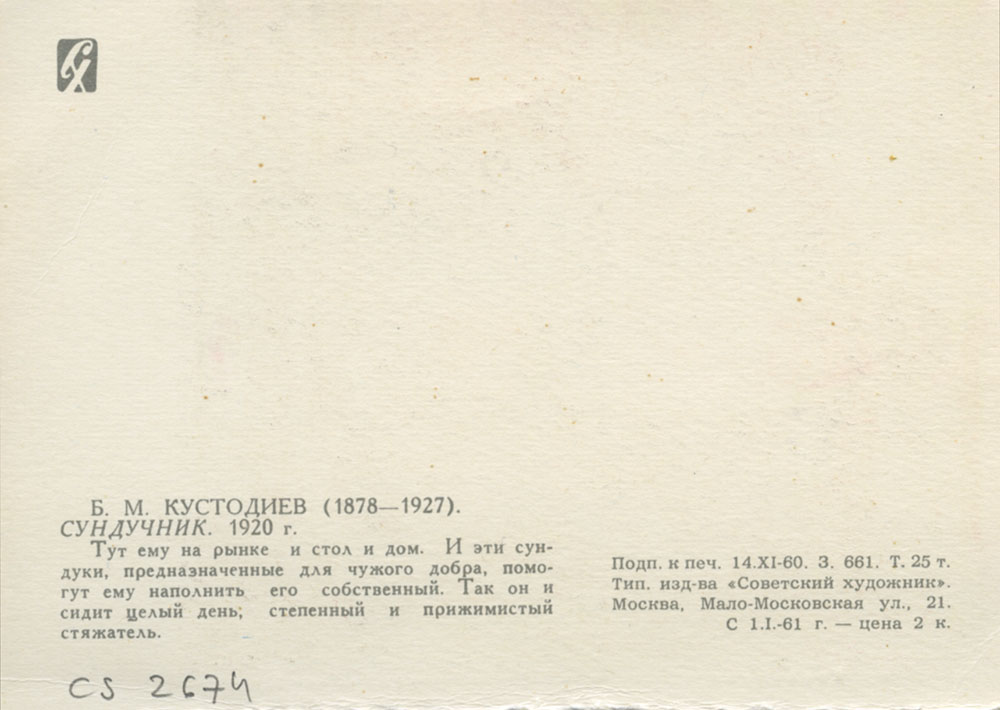 СХ
Б. М. КУСТОДИЕВ (1878—1927).
СУНДУЧНИК. 1920 г.
Тут ему на рынке и стол и дом. И эти сун-
дуки, предназначенные для чужого добра, помо-
гут ему наполнить его собственный. Так он и
сидит целый день, степенный и прижимистый
стяжатель.
Подп. к печ. 14.XI-60. З. 661. Т. 25 т.
Тип. изд-ва «Советский художник».
Москва, Мало-Московская ул., 21.
С 1.I.-61 г. — цена 2 к.
CS 2674